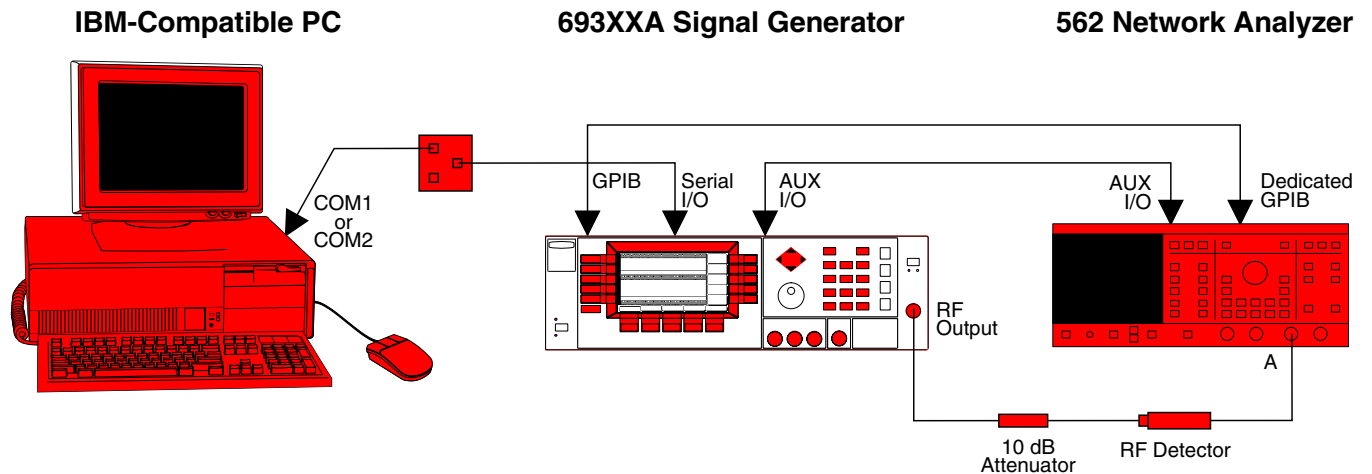 IBM-Compatible PC
693XXA Signal Generator
562 Network Analyzer
COM1
or
COM2
GPIB
Serial
I/O
AUX
I/O
AUX
I/O
Dedicated
GPIB
RF
Output
A
10 dB
Attenuator
RF Detector